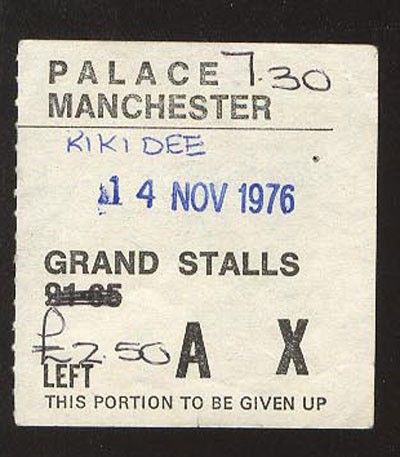 PALACE 7.30
MANCHESTER
KIKI DEE
14 NOV 1976
GRAND STALLS
£2.50 A X
LEFT
THIS PORTION TO BE GIVEN UP